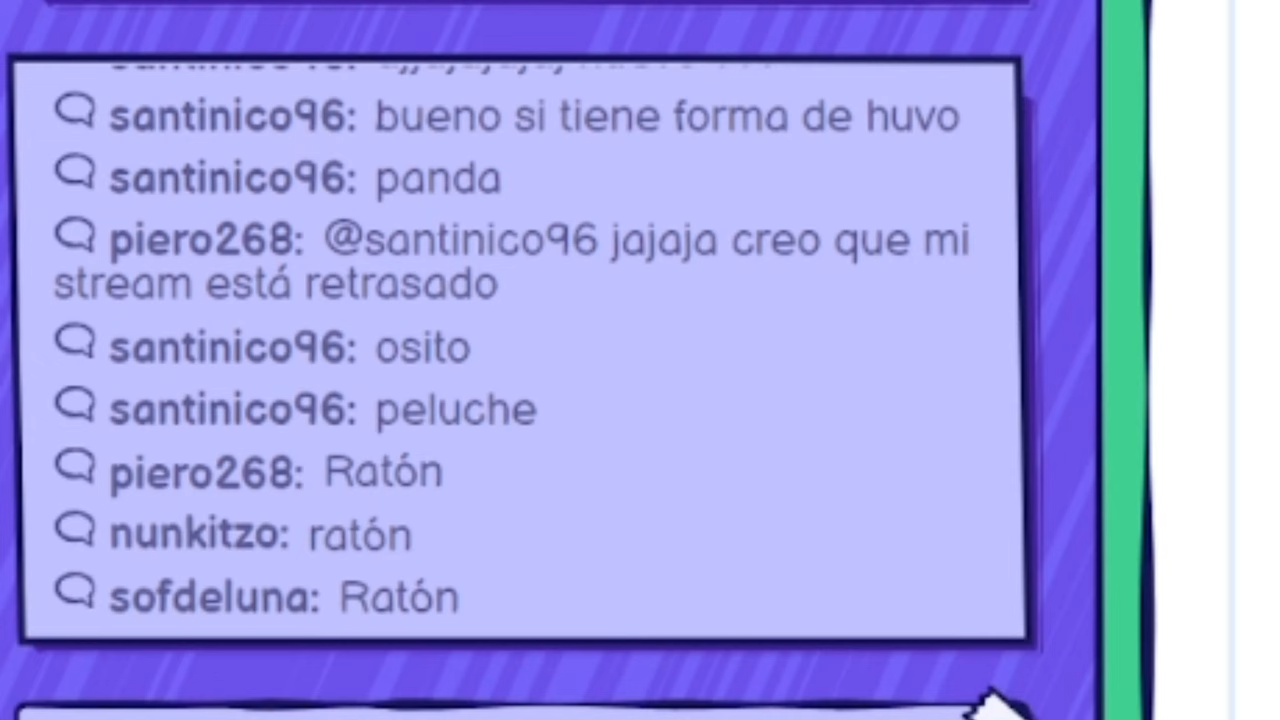 santinico96: bueno si tiene forma de huvo
santinico96: panda
piero268: @santinico96 jajaja creo que mi
stream está retrasado
santinico96: osito
santinico96: peluche
piero268: Ratón
nunkitzo: ratón
sofdeluna: Ratón